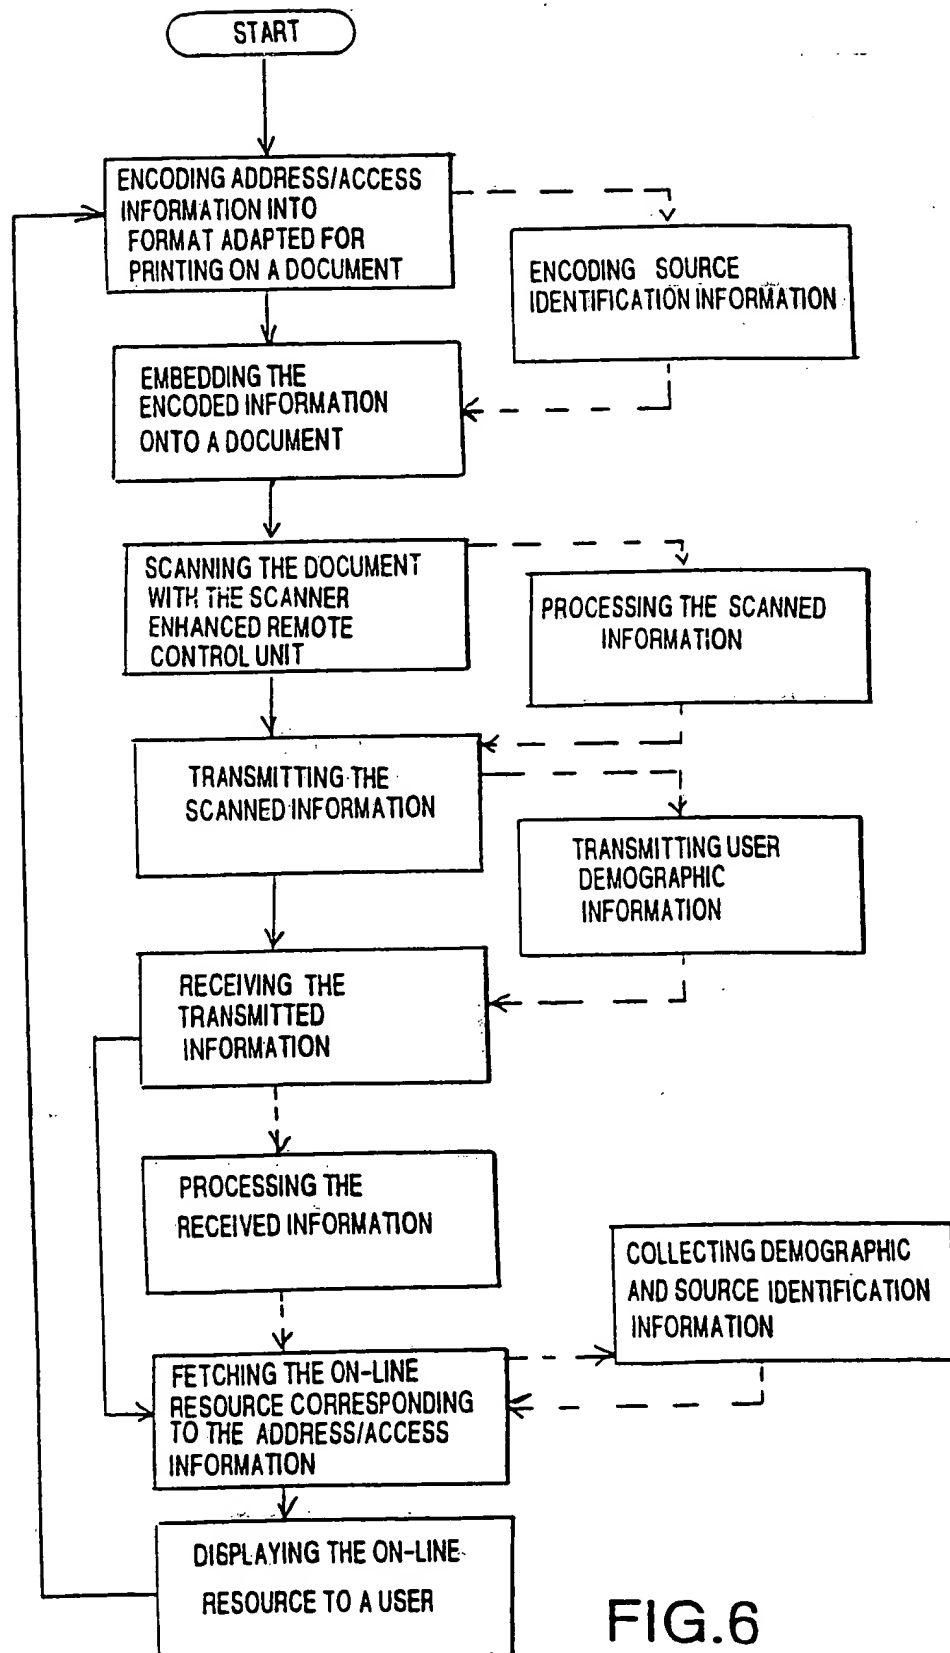 START
ENCODING ADDRESS/ACCESS
INFORMATION INTO
FORMAT ADAPTED FOR
PRINTING ON A DOCUMENT
ENCODING SOURCE
IDENTIFICATION INFORMATION
EMBEDDING THE
ENCODED INFORMATION
ONTO A DOCUMENT
SCANNING THE DOCUMENT
WITH THE SCANNER
ENHANCED REMOTE
CONTROL UNIT
PROCESSING THE SCANNED
INFORMATION
TRANSMITTING THE
SCANNED INFORMATION
TRANSMITTING USER
DEMOGRAPHIC
INFORMATION
RECEIVING THE
TRANSMITTED
INFORMATION
PROCESSING THE
RECEIVED INFORMATION
COLLECTING DEMOGRAPHIC
AND SOURCE IDENTIFICATION
INFORMATION
FETCHING THE ON-LINE
RESOURCE CORRESPONDING
TO THE ADDRESS/ACCESS
INFORMATION
DISPLAYING THE ON-LINE
RESOURCE TO A USER
FIG.6